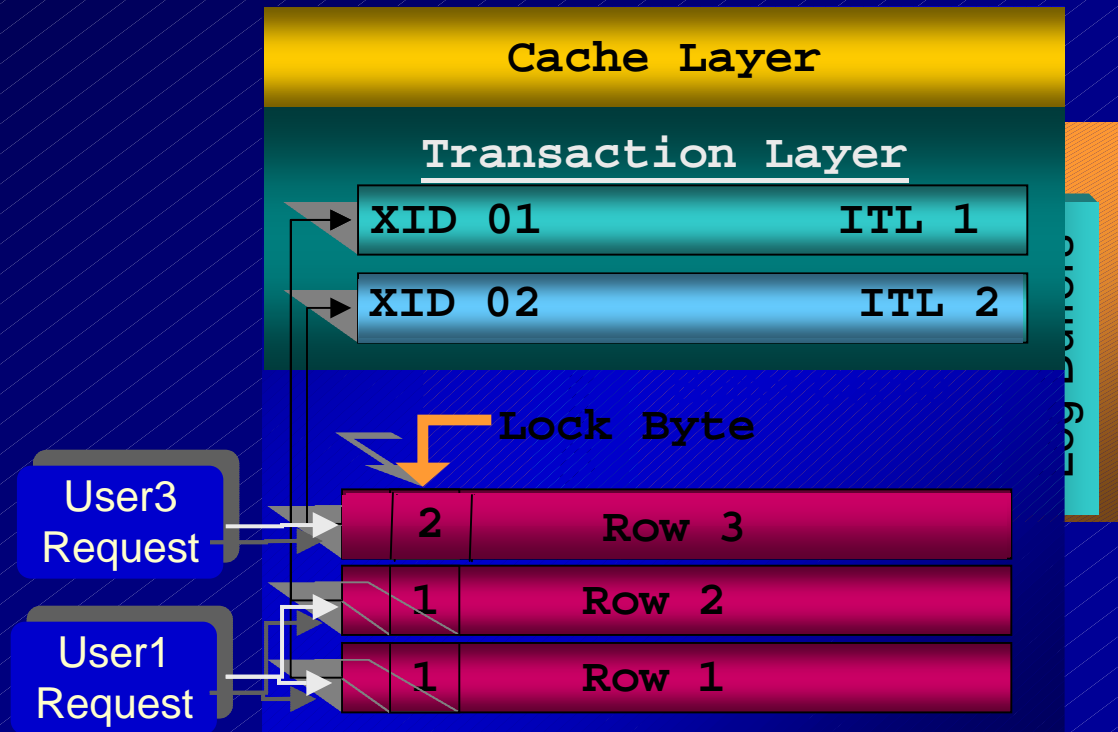 Cache Layer
Transaction Layer
XID 01 ITL 1
XID 02 ITL 2
Lock Byte
User3
Request
2 Row 3
1 Row 2
User1
Request
1 Row 1